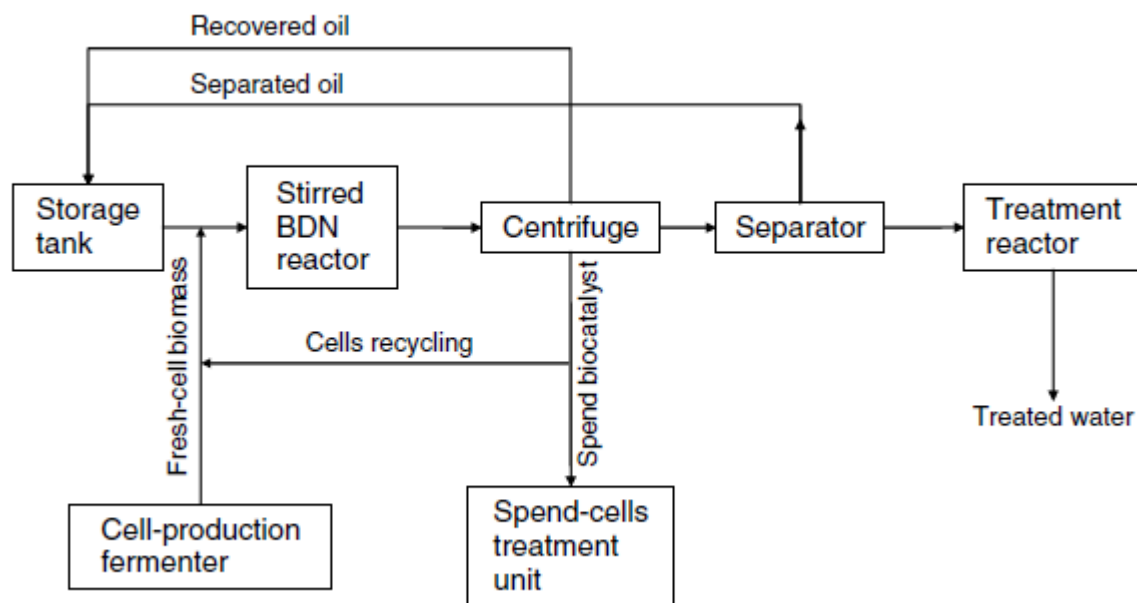 Recovered oil
Separated oil
Storage
tank
Stirred
BDN
reactor
Centrifuge
Separator
Treatment
reactor
Fresh-cell biomass
Cells recycling
Spend biocatalyst
Treated water
Cell-production
fermenter
Spend-cells
treatment
unit